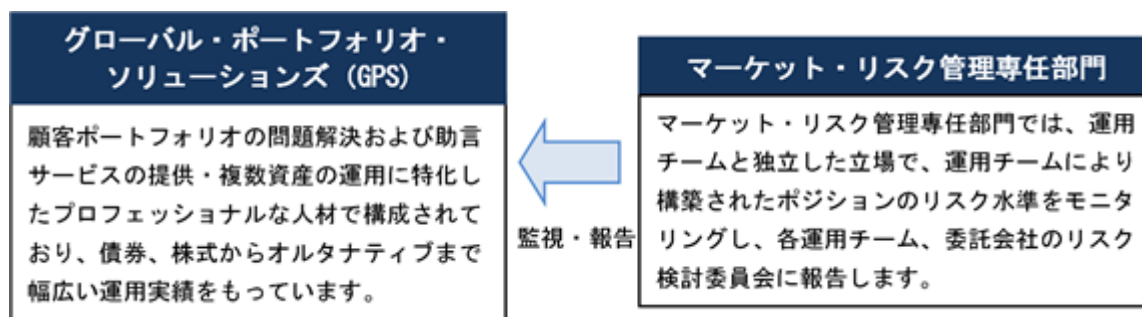 グローバル・ポートフォリオ・
ソリューションズ (GPS)
顧客ポートフォリオの問題解決および助言
サービスの提供・複数資産の運用に特化し
たプロフェッショナルな人材で構成されて
おり、債券、株式からオルタナティブまで
幅広い運用実績をもっています。
監視・報告
マーケット・リスク管理専任部門
マーケット・リスク管理専任部門では、運用
チームと独立した立場で、運用チームにより
構築されたポジションのリスク水準をモニタ
リングし、各運用チーム、委託会社のリスク
検討委員会に報告します。